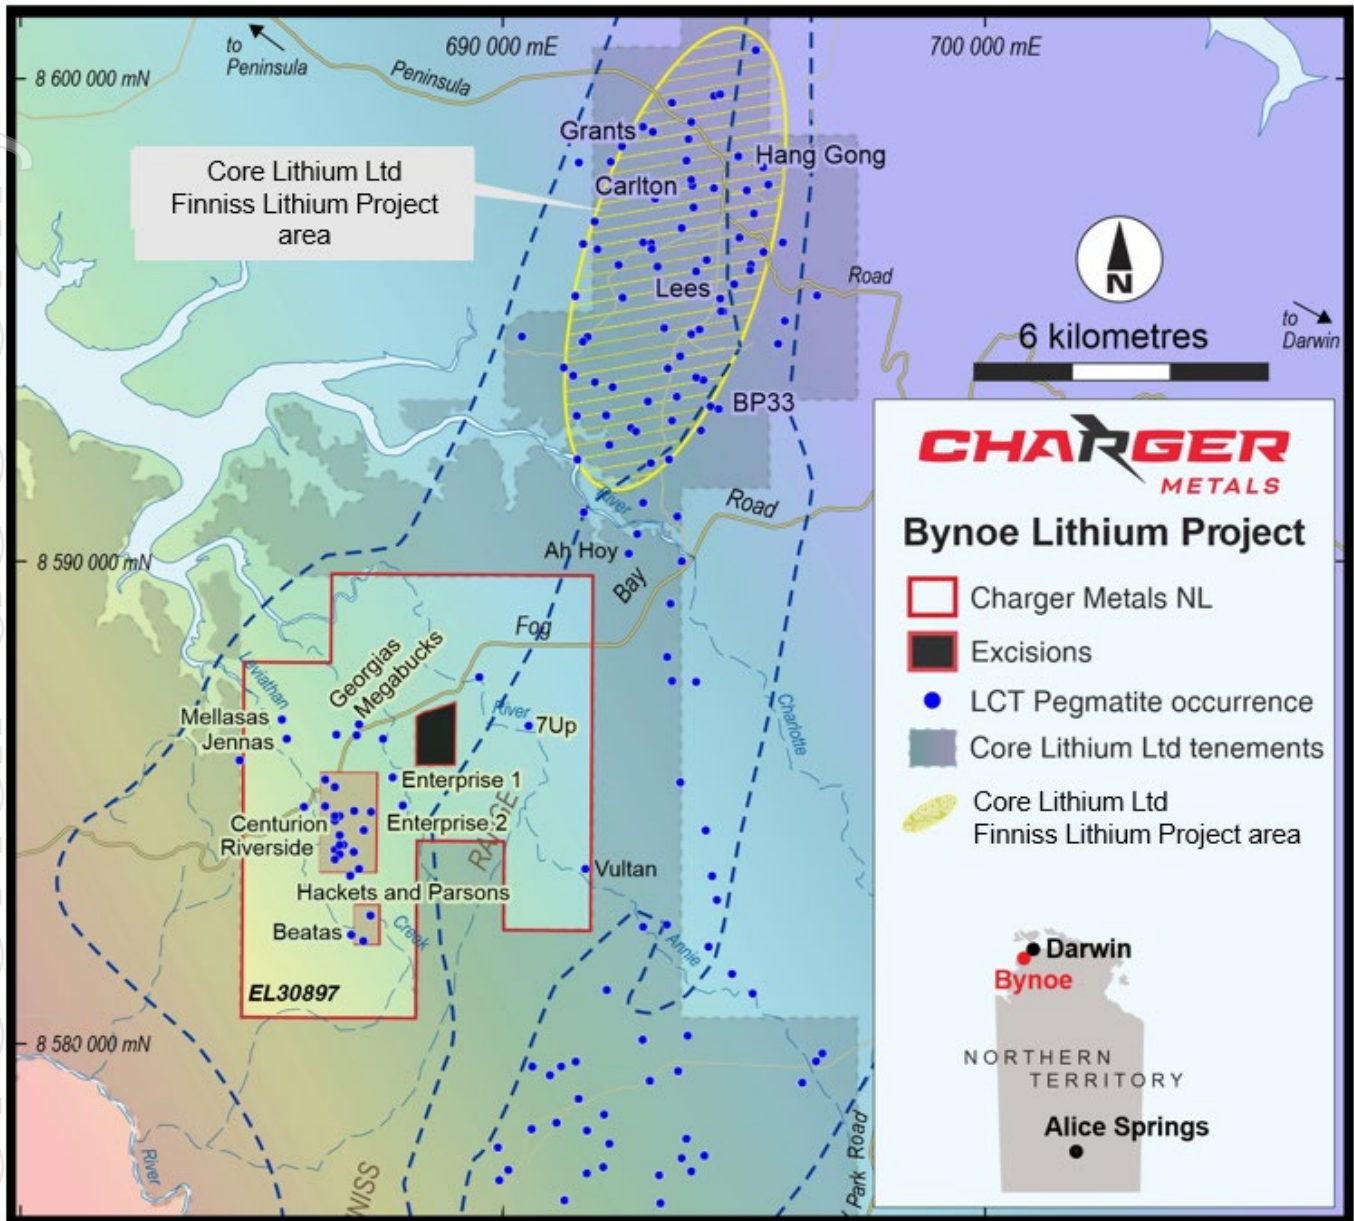 to
Peninsula
690 000 mE
700 000 mE
8 600 000 mN
Peninsula
Grants
Hang Gong
Core Lithium Ltd
Finniss Lithium Project
area
Carlton
Lees
Road
N
6 kilometres
to
Darwin
BP33
CHARGER
METALS
River
Road
Bynoe Lithium Project
Ah Hoy
8 590 000 mN
Bay
Charger Metals NL
Fog
Excisions
Georgias
Megabucks
Leviathan
LCT Pegmatite occurrence
Mellasas
River
7Up
Charlotte
Jennas
Core Lithium Ltd tenements
Enterprise 1
Core Lithium Ltd
Finniss Lithium Project area
Centurion
Enterprise 2
RANGE
Riverside
Vultan
Hackets and Parsons
Beatas
Creek
Annie
Darwin
Bynoe
EL30897
8 580 000 mN
NORTHERN
TERRITORY
Alice Springs
River
NISS
Park Road